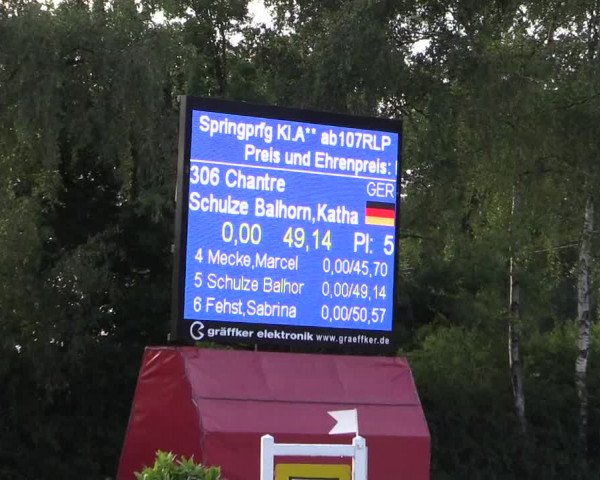 Springprfg Kl.A** ab107RLP
Preis und Ehrenpreis:
306 Chantre GER
Schulze Balhorn,Katha
0,00 49,14 Pl: 5
4 Mecke,Marcel 0,00/45,70
5 Schulze Balhor 0,00/49,14
6 Fehst,Sabrina 0,00/50,57
gräffker elektronik www.graeffker.de